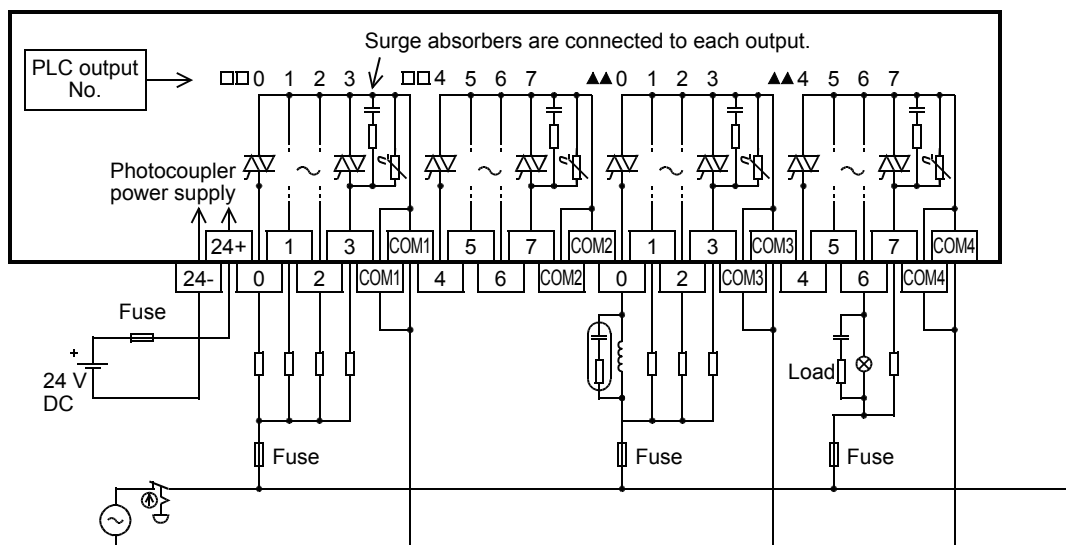 Surge absorbers are connected to each output.
PLC output
No.
□□ 0 1 2 3 □□ 4 5 6 7 ▲▲ 0 1 2 3 ▲▲ 4 5 6 7
Photocoupler
power supply
24+ 1 3 COM1 5 7 COM2 1 3 COM3 5 7 COM4
24- 0 2 COM1 4 6 COM2 0 2 COM3 4 6 COM4
Fuse
+
24 V
DC
Load
Fuse Fuse Fuse